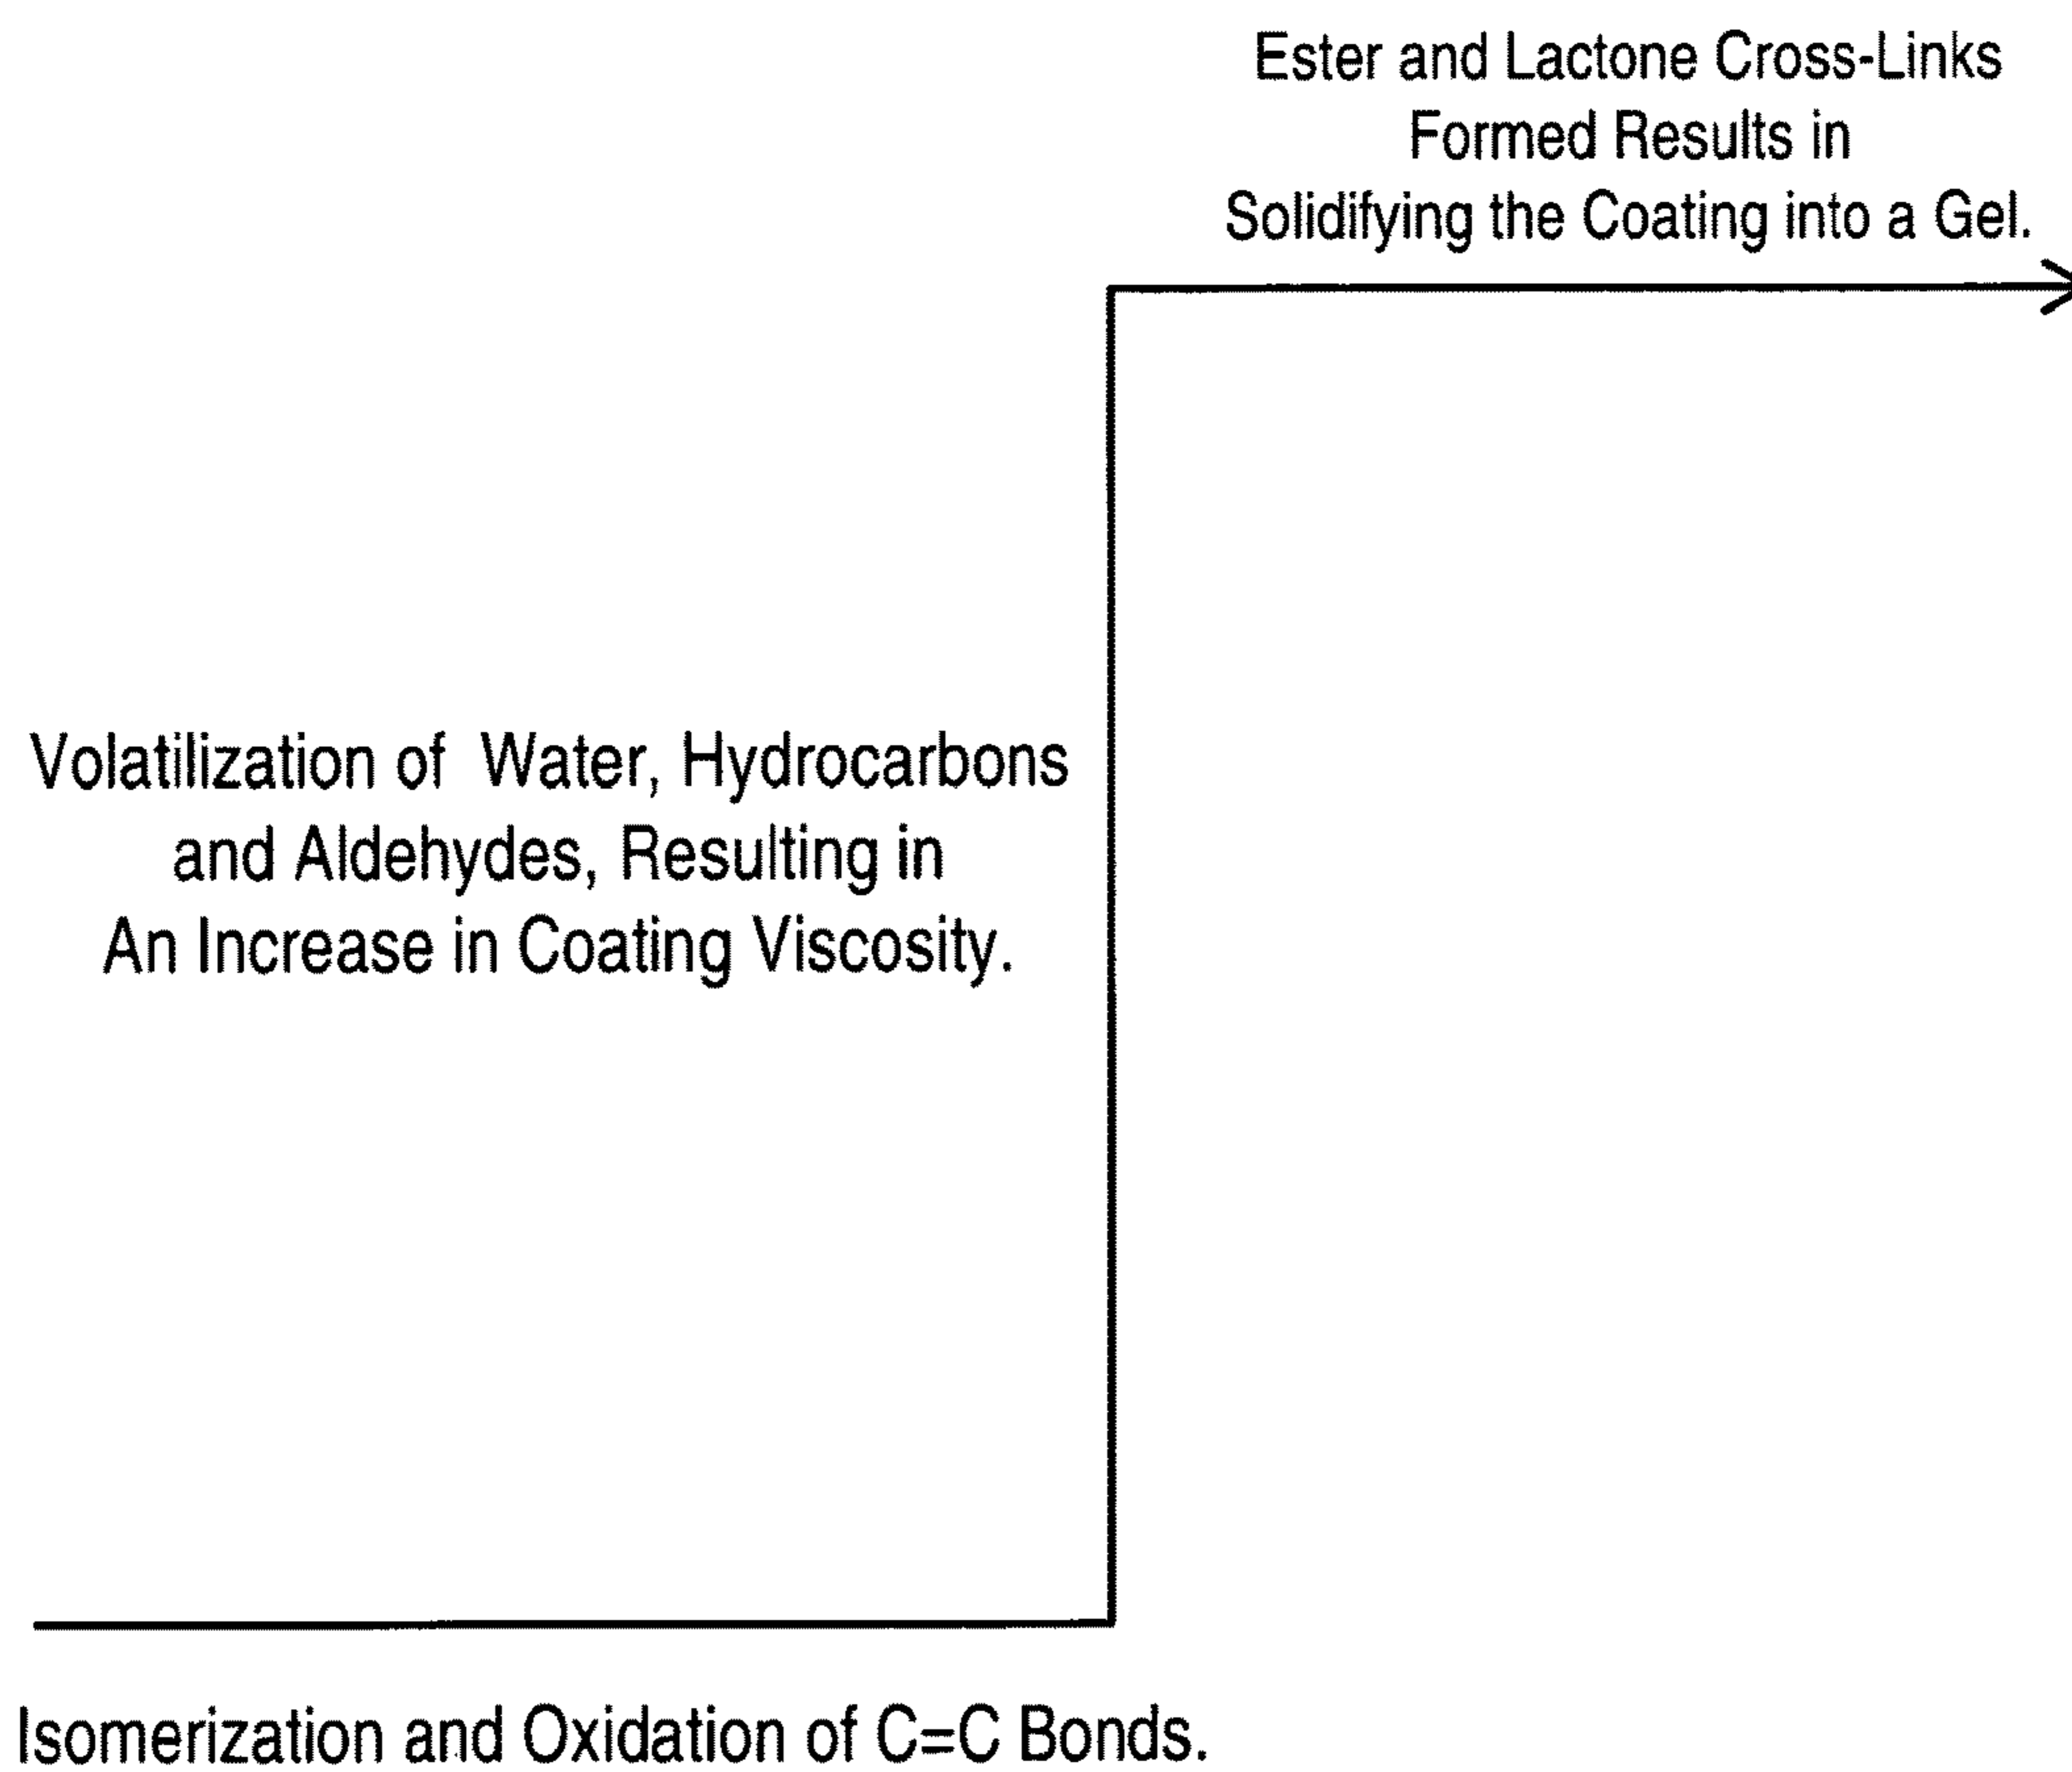 Ester and Lactone Cross-Links
Formed Results in
Solidifying the Coating into a Gel.
Volatilization of Water, Hydrocarbons
and Aldehydes, Resulting in
An Increase in Coating Viscosity.
Isomerization and Oxidation of C=C Bonds.